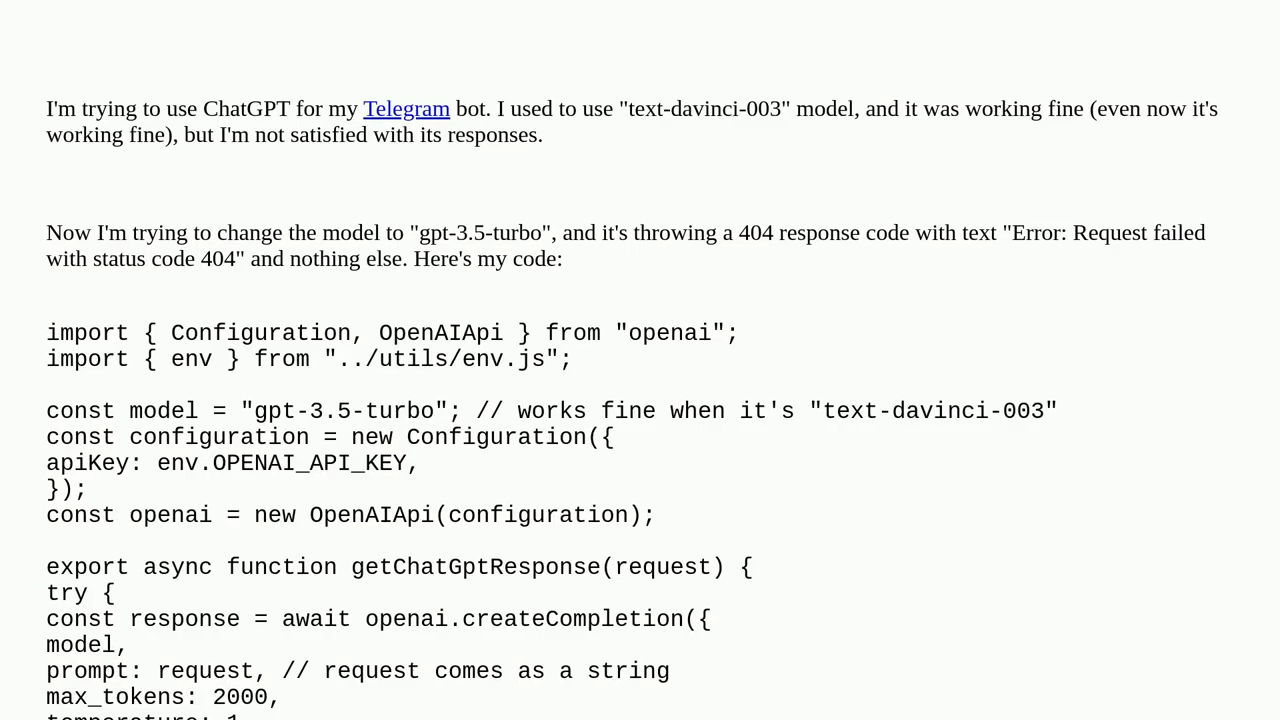 I'm trying to use ChatGPT for my Telegram bot. I used to use "text-davinci-003" model, and it was working fine (even now it's
working fine), but I'm not satisfied with its responses.
Now I'm trying to change the model to "gpt-3.5-turbo", and it's throwing a 404 response code with text "Error: Request failed
with status code 404" and nothing else. Here's my code:
import { Configuration, OpenAIApi } from "openai";
import { env } from "../utils/env.js";
const model = "gpt-3.5-turbo"; // works fine when it's "text-davinci-003"
const configuration = new Configuration({
apiKey: env.OPENAI_API_KEY,
});
const openai = new OpenAIApi(configuration);
export async function getChatGptResponse(request) {
try {
const response = await openai.createCompletion({
model,
prompt: request, // request comes as a string
max_tokens: 2000,
temperature: 1